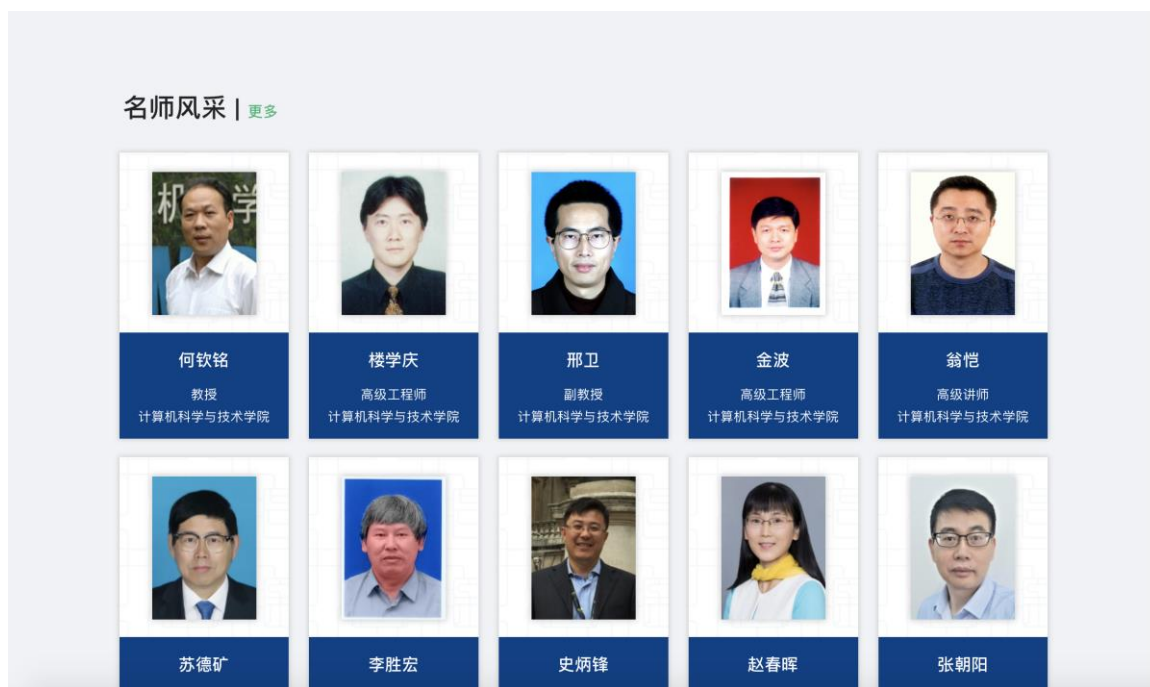 名师风采 | 更多
机 学
何钦铭
教授
计算机科学与技术学院
楼学庆
高级工程师
计算机科学与技术学院
邢卫
副教授
计算机科学与技术学院
金波
高级工程师
计算机科学与技术学院
翁恺
高级讲师
计算机科学与技术学院
苏德矿
李胜宏
史炳锋
赵春晖
张朝阳